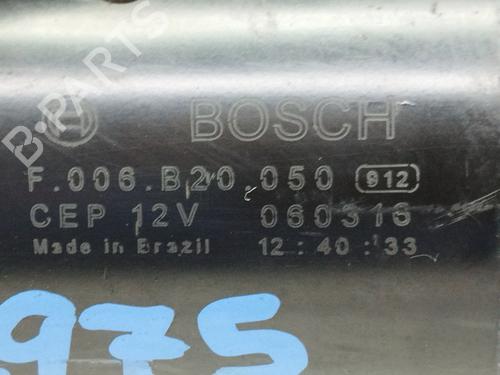 B-PARTS
BOSCH
F.006.B20.050 912
CEP 12V 060316
Made in Brazil 12:40:33
975